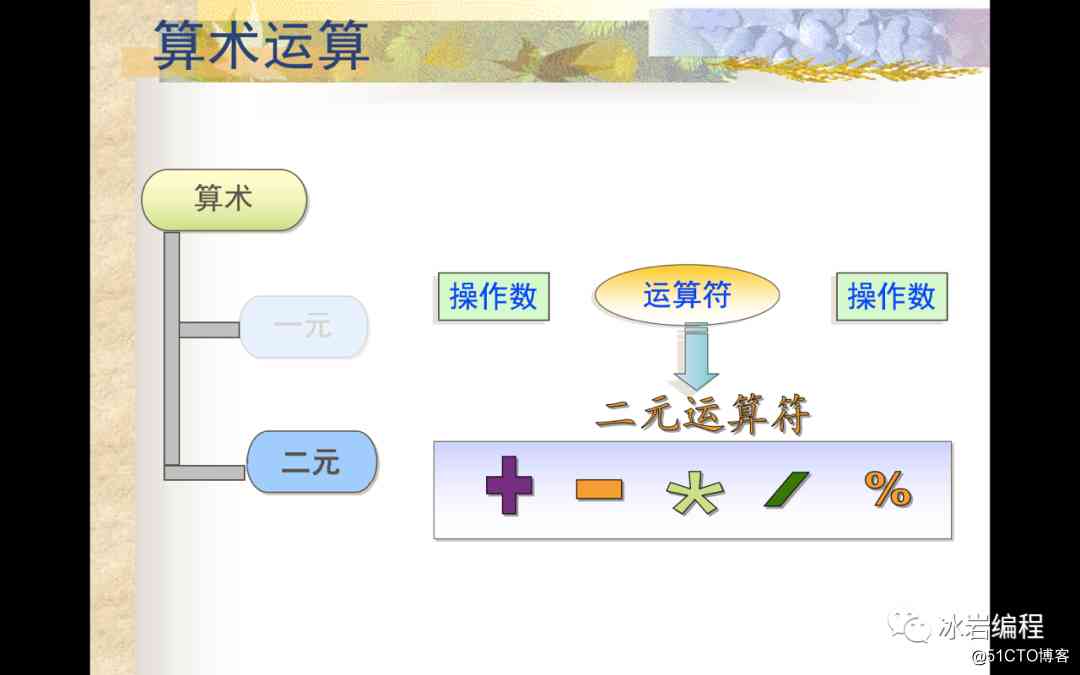 算术运算
算术
一元
二元
操作数 运算符 操作数
二元运算符
+ - * / %
冰岩编程
@51CTO博客